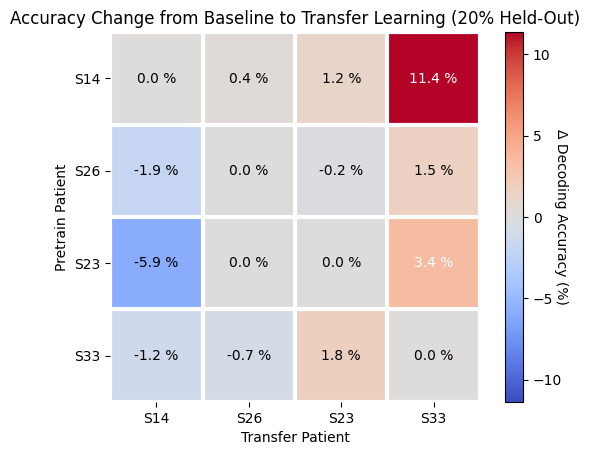 Accuracy Change from Baseline to Transfer Learning (20% Held-Out)
S14
0.0 %
0.4 %
1.2 %
11.4 %
S26
-1.9 %
0.0 %
-0.2 %
1.5 %
S23
-5.9 %
0.0 %
0.0 %
3.4 %
S33
-1.2 %
-0.7 %
1.8 %
0.0 %
S14
S26
S23
S33
Transfer Patient
Pretrain Patient
10
5
0
−5
−10
Δ Decoding Accuracy (%)